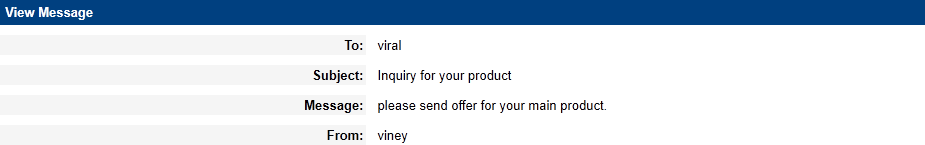 View Message
To: viral
Subject: Inquiry for your product
Message: please send offer for your main product.
From: viney